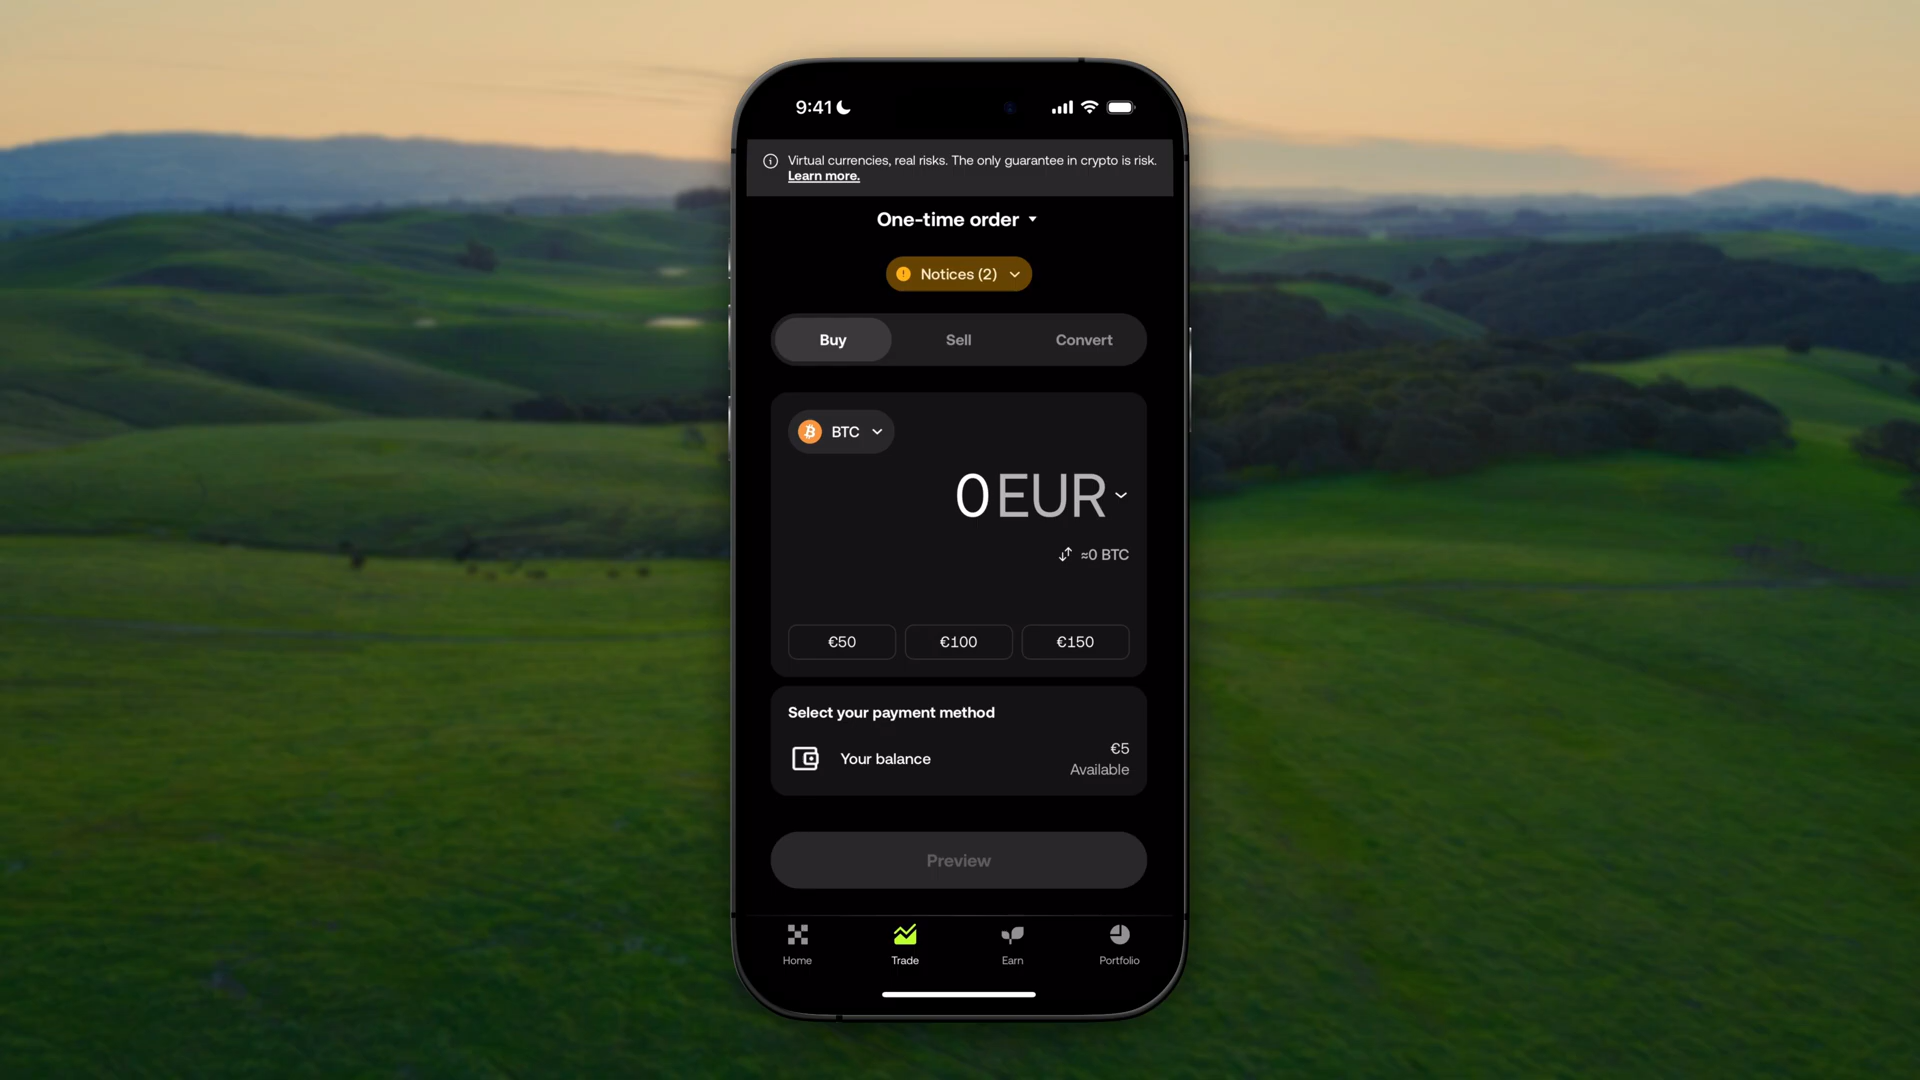 9:41
Virtual currencies, real risks. The only guarantee in crypto is risk.
Learn more.
One-time order
Notices (2)
Buy
Sell
Convert
BTC
0 EUR
≈0 BTC
€50
€100
€150
Select your payment method
Your balance
€5
Available
Preview
Home
Trade
Earn
Portfolio